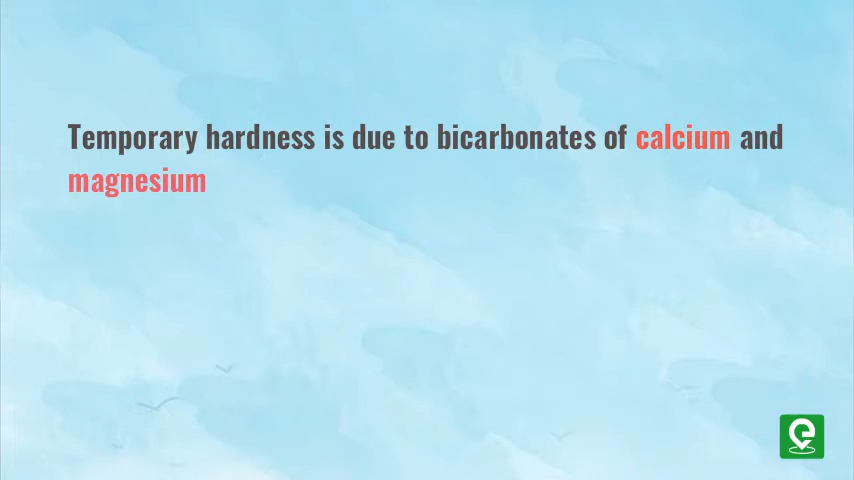 Temporary hardness is due to bicarbonates of calcium and
magnesium